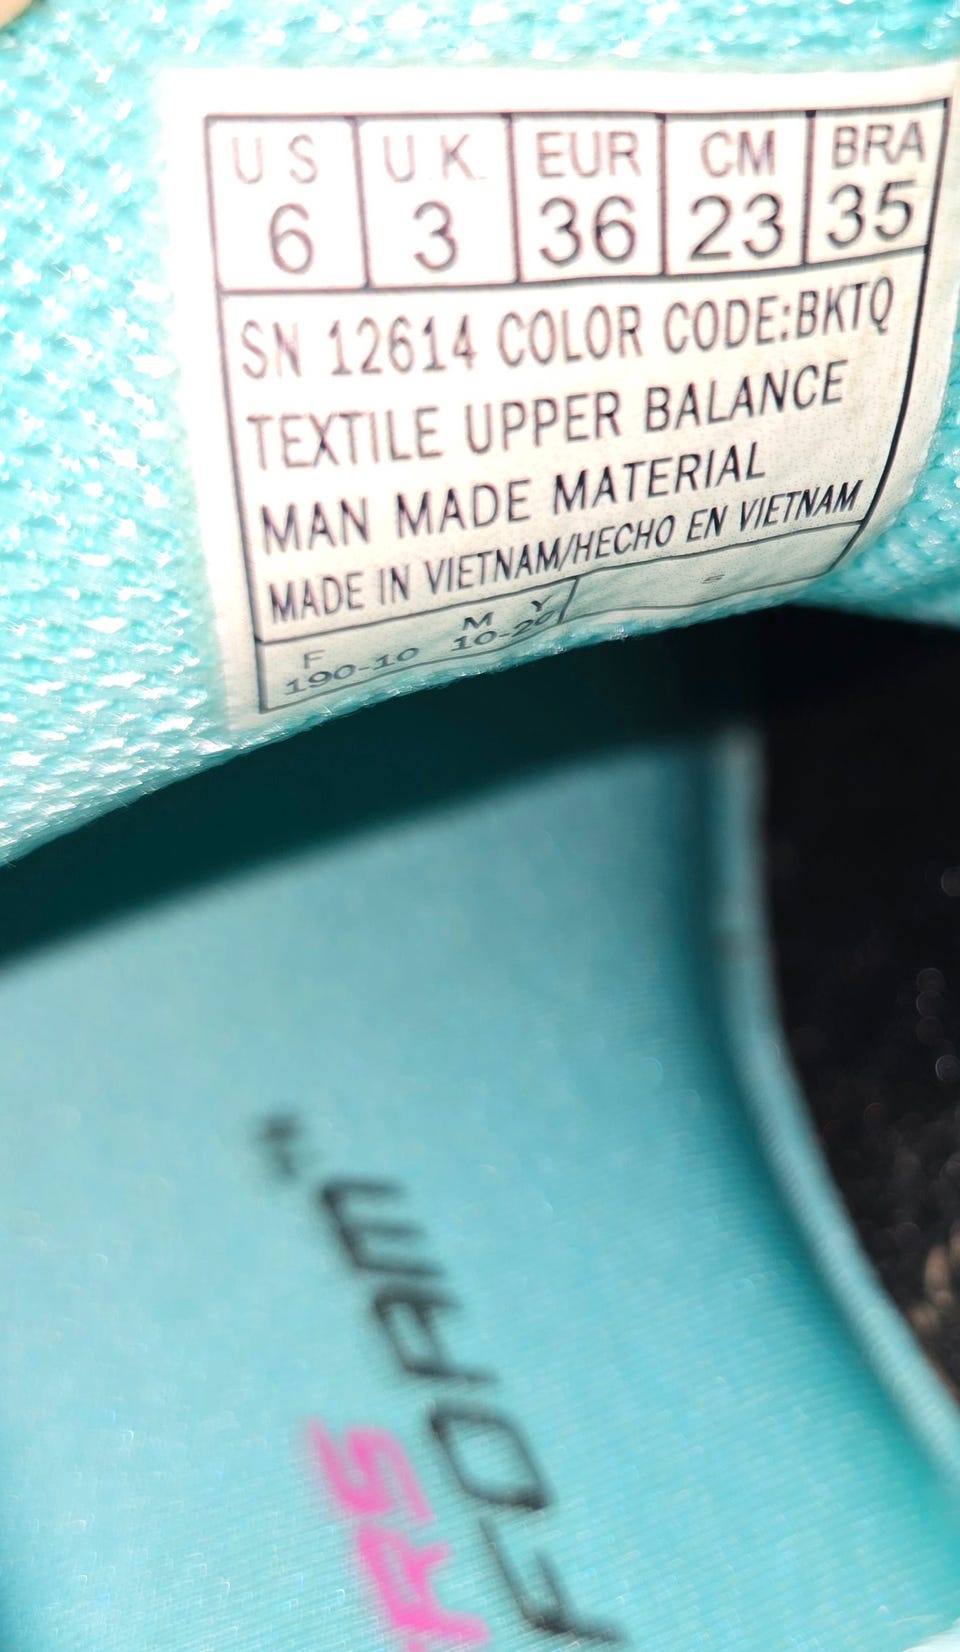 US U.K. EUR CM BRA
6 3 36 23 35
SN 12614 COLOR CODE:BKTQ
TEXTILE UPPER BALANCE
MAN MADE MATERIAL
MADE IN VIETNAM/HECHO EN VIETNAM
F M Y
190-10 10-20
FOAM